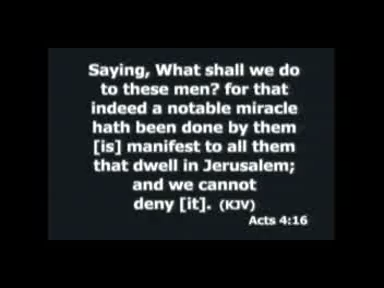 Saying, What shall we do
to these men? for that
indeed a notable miracle
hath been done by them
[is] manifest to all them
that dwell in Jerusalem;
and we cannot
deny [it]. (KJV)
Acts 4:16